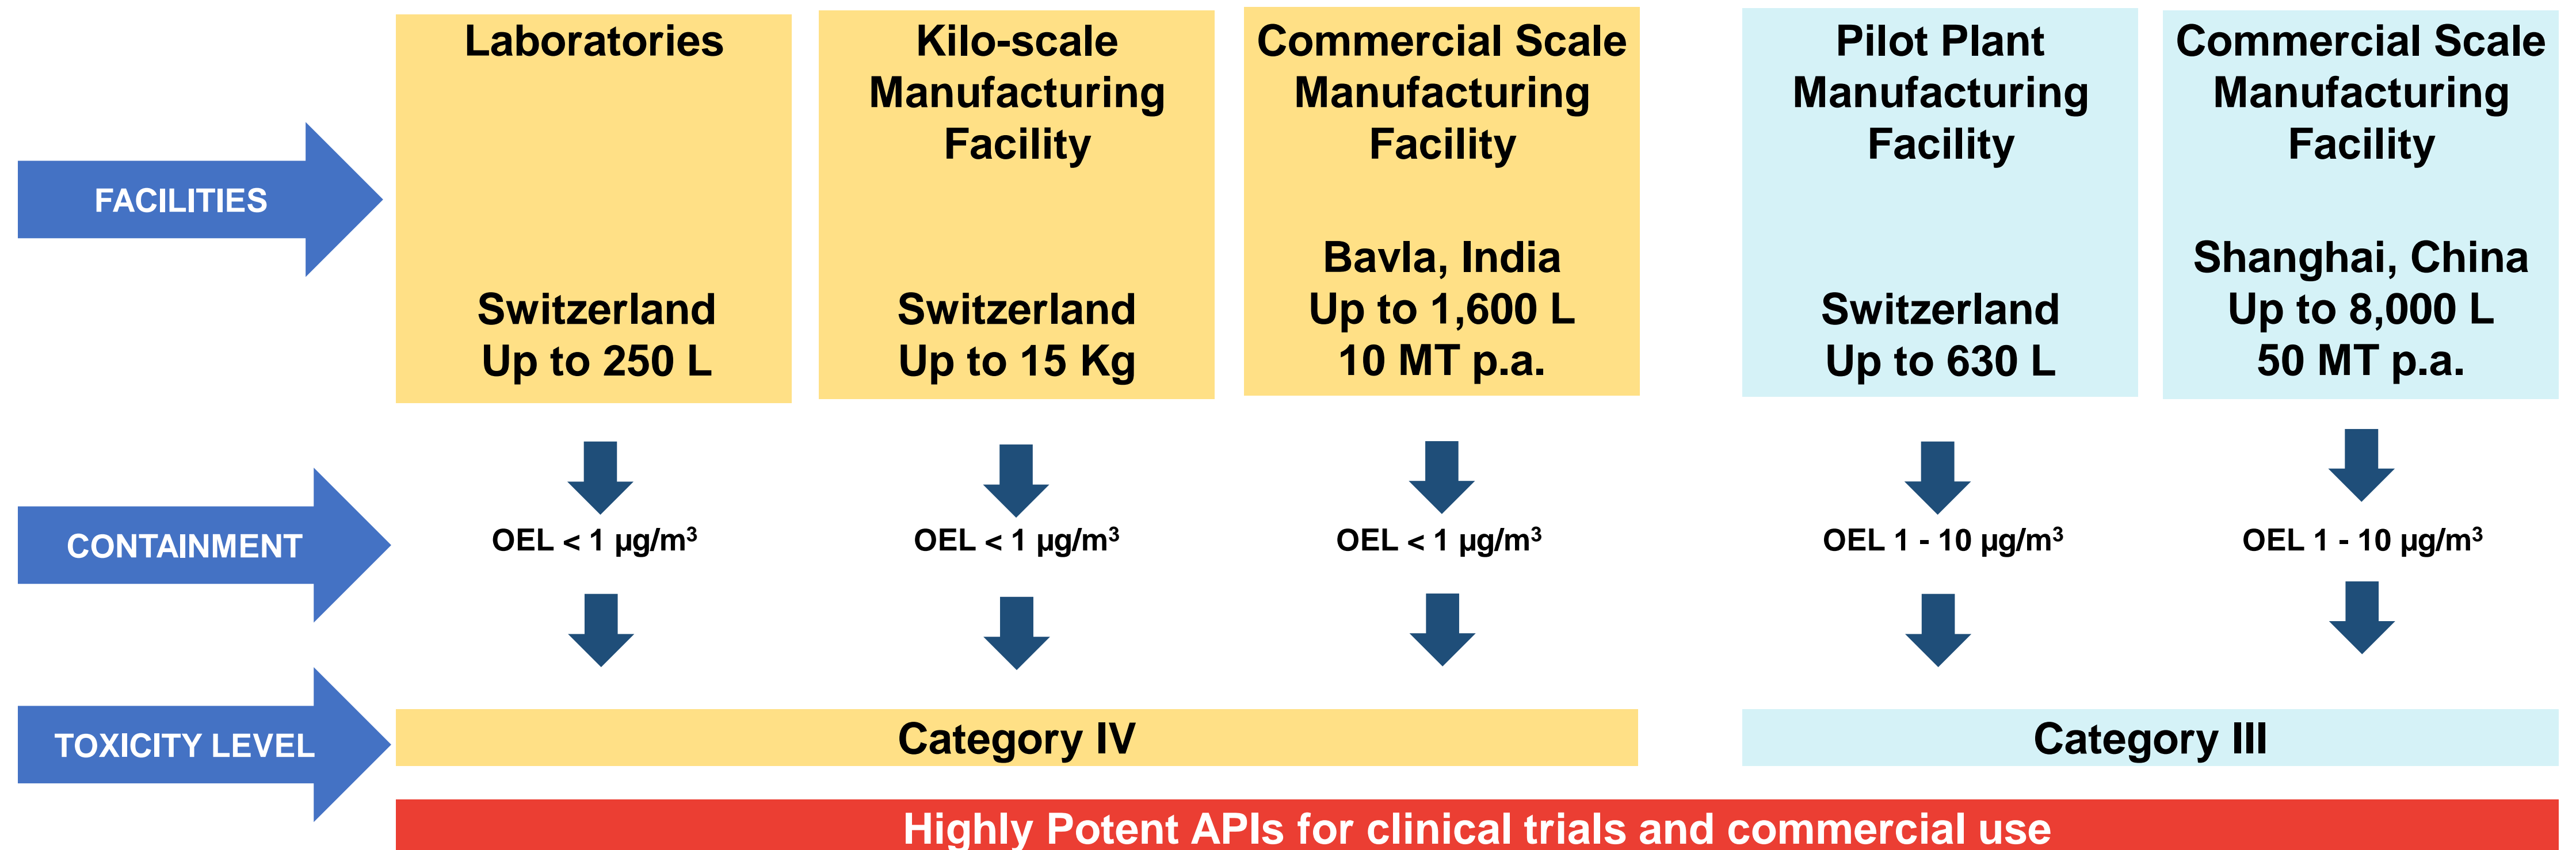 FACILITIES
Laboratories
Switzerland
Up to 250 L
Kilo-scale
Manufacturing
Facility
Switzerland
Up to 15 Kg
Commercial Scale
Manufacturing
Facility
Bavla, India
Up to 1,600 L
10 MT p.a.
Pilot Plant
Manufacturing
Facility
Switzerland
Up to 630 L
Commercial Scale
Manufacturing
Facility
Shanghai, China
Up to 8,000 L
50 MT p.a.
CONTAINMENT
OEL < 1 µg/m³
OEL < 1 µg/m³
OEL < 1 µg/m³
OEL 1 - 10 µg/m³
OEL 1 - 10 µg/m³
TOXICITY LEVEL
Category IV
Category III
Highly Potent APIs for clinical trials and commercial use